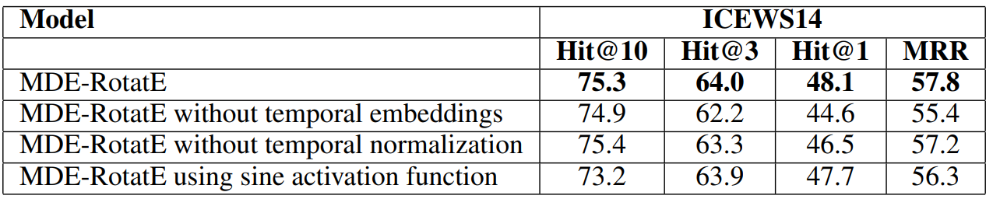 Model ICEWS14
Hit@10 Hit@3 Hit@1 MRR
MDE-RotatE 75.3 64.0 48.1 57.8
MDE-RotatE without temporal embeddings 74.9 62.2 44.6 55.4
MDE-RotatE without temporal normalization 75.4 63.3 46.5 57.2
MDE-RotatE using sine activation function 73.2 63.9 47.7 56.3